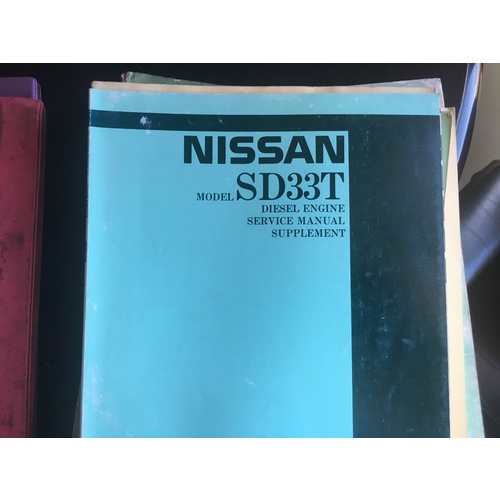 NISSAN
MODEL SD33T
DIESEL ENGINE
SERVICE MANUAL
SUPPLEMENT